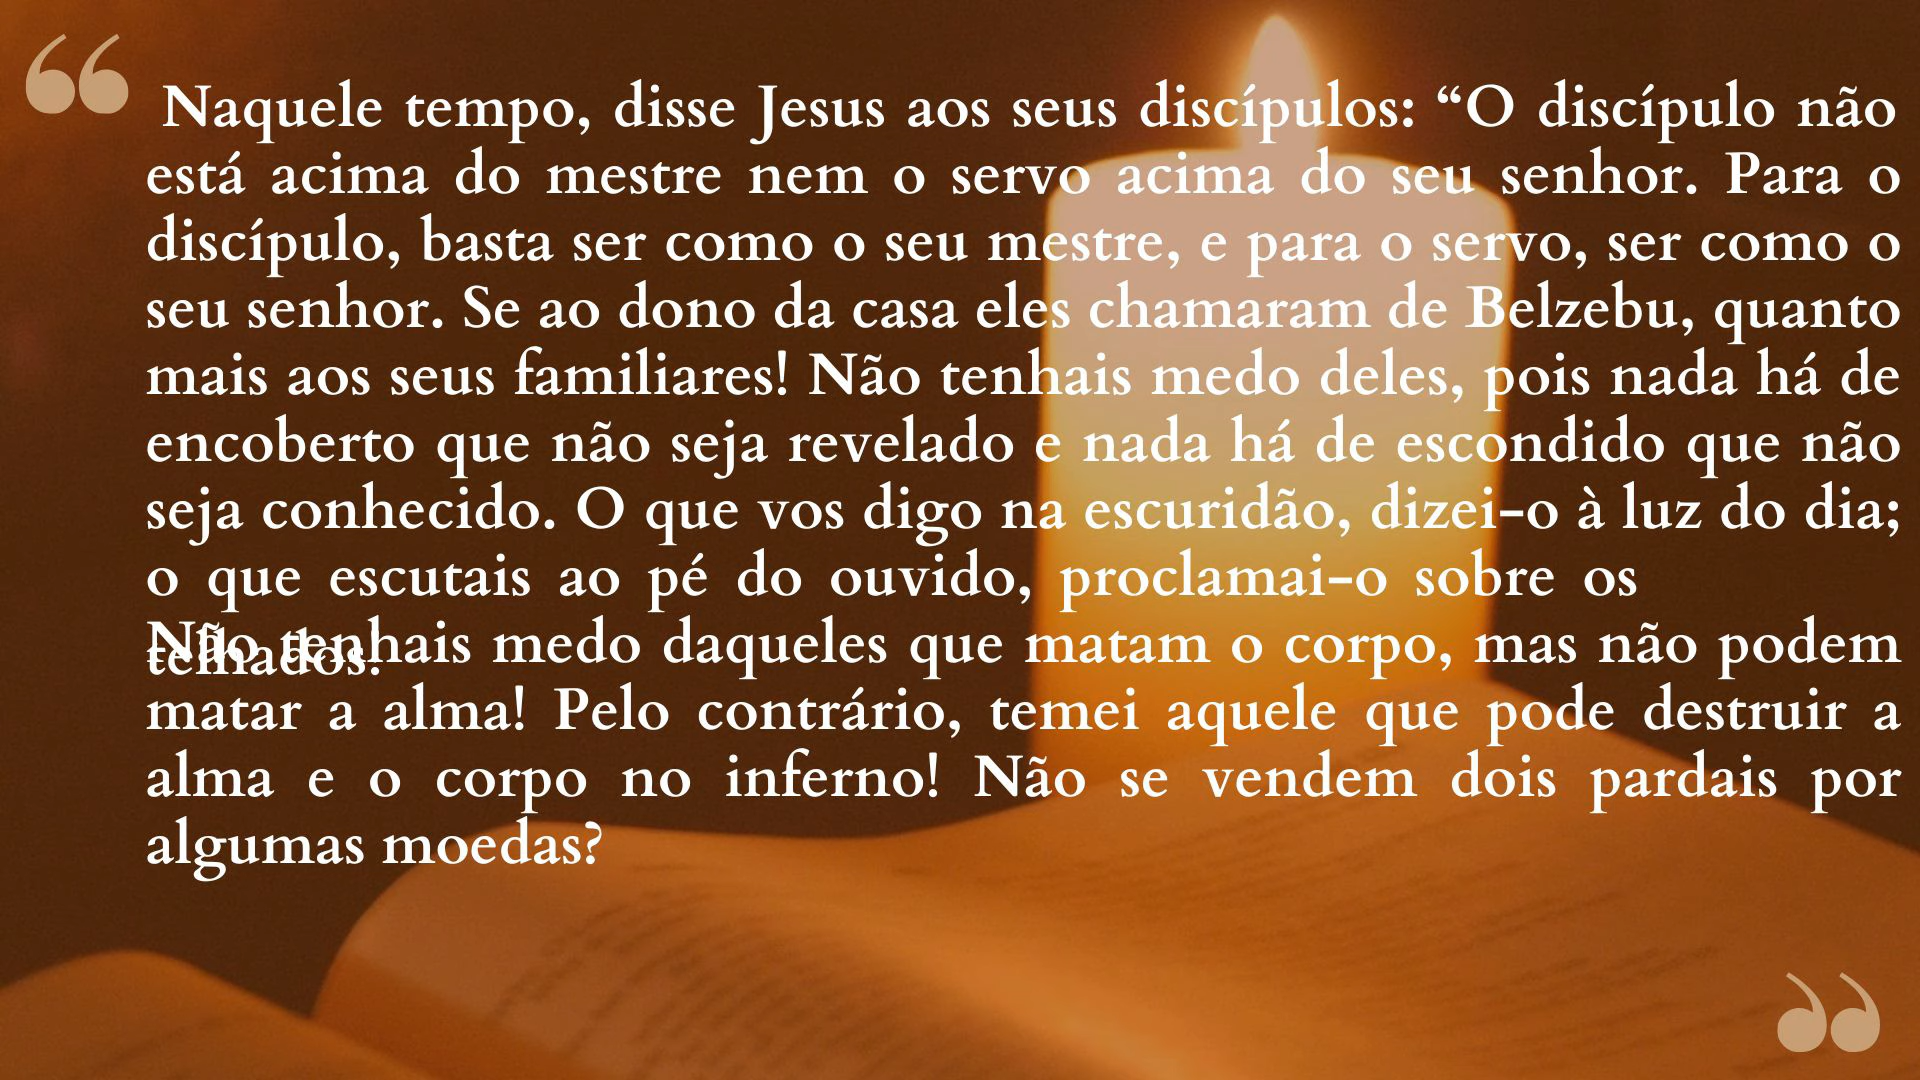 Naquele tempo, disse Jesus aos seus discípulos: “O discípulo não
está acima do mestre nem o servo acima do seu senhor. Para o
discípulo, basta ser como o seu mestre, e para o servo, ser como o
seu senhor. Se ao dono da casa eles chamaram de Belzebu, quanto
mais aos seus familiares! Não tenhais medo deles, pois nada há de
encoberto que não seja revelado e nada há de escondido que não
seja conhecido. O que vos digo na escuridão, dizei-o à luz do dia;
o que escutais ao pé do ouvido, proclamai-o sobre os
telhados!
Não tenhais medo daqueles que matam o corpo, mas não podem
matar a alma! Pelo contrário, temei aquele que pode destruir a
alma e o corpo no inferno! Não se vendem dois pardais por
algumas moedas?